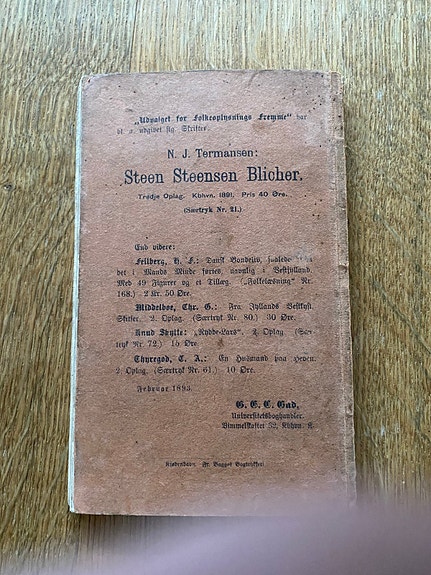 „Udvalget for Folkeoplysnings Fremme“ har
bl. a. udgivet flg. Skrifter:
N. J. Termansen:
Steen Steensen Blicher.
Tredje Oplag. Kbhvn. 1891. Pris 40 Øre.
(Særtryk Nr. 21.)
End videre:
Feilberg, H. F.: Dansk Bondeliv, saaledes som
det i Mands Minde førtes, navnlig i Vestjylland.
Med 49 Figurer og et Tillæg. („Folkelæsning“ Nr.
168.) - 2 Kr. 50 Øre.
Middelboe, Chr. G.: Fra Jyllands Vestkyst.
Skitser. 2. Oplag. (Særtryk Nr. 80.) 30 Øre.
Knud Skytte: „Rydde-Lars“. 2. Oplag (Sær-
tryk Nr. 72.) 15 Øre.
Thyregod, C. A.: En Husmand paa Heden.
2. Oplag. (Særtryk Nr. 61.) 10 Øre.
Februar 1893.
G. E. C. Gad,
Universitetsboghandler.
Vimmelskaftet 32, Kbhvn. K.
Kjøbenhavn. Fr. Bagges Bogtrykkeri.